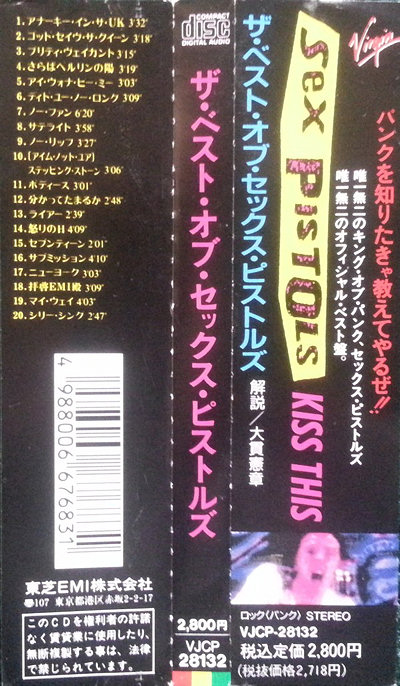 1. アナーキー・イン・ザ・UK 3'32"
2. ゴット・セイヴ・ザ・クイーン 3'18"
3. プリティ・ヴェイカント 3'15"
4. さらばベルリンの陽 3'19"
5. アイ・ウォナ・ビー・ミー 3'03"
6. ディド・ユー・ノー・ロング 3'09"
7. ノー・ファン 6'20"
8. サテライト 3'58"
9. ノー・リップ 3'27"
10. [アイム・ノット・ユア]
ステッピング・ストーン 3'06"
11. ボディース 3'01"
12. 分かってたまるか 2'48"
13. ライアー 2'39"
14. 怒りの日 4'09"
15. セブンティーン 2'01"
16. サブミッション 4'10"
17. ニューヨーク 3'03"
18. 拝啓EMI殿 3'09"
19. マイ・ウェイ 4'03"
20. シリー・シング 2'47"
4 988006 676831
東芝EMI株式会社
〒107 東京都港区赤坂2-2-17
このCDを権利者の許諾
なく賃貸業に使用したり、
無断複製する事は、法律
で禁じられています。
COMPACT
disc
DIGITAL AUDIO
ザ・ベスト・オブ・セックス・ピストルズ
2,800円
VJCP
28132
Virgin
パンクを知りたきゃ教えてやるぜ!!
唯一無二のキング・オブ・パンク、セックス・ピストルズ
唯一無二のオフィシャル・ベスト盤。
Sex PISTOLS KISS THIS
ザ・ベスト・オブ・セックス・ピストルズ
解説/大貫憲章
ロック〈パンク〉 STEREO
VJCP-28132
税込定価2,800円
(税抜価格2,718円)